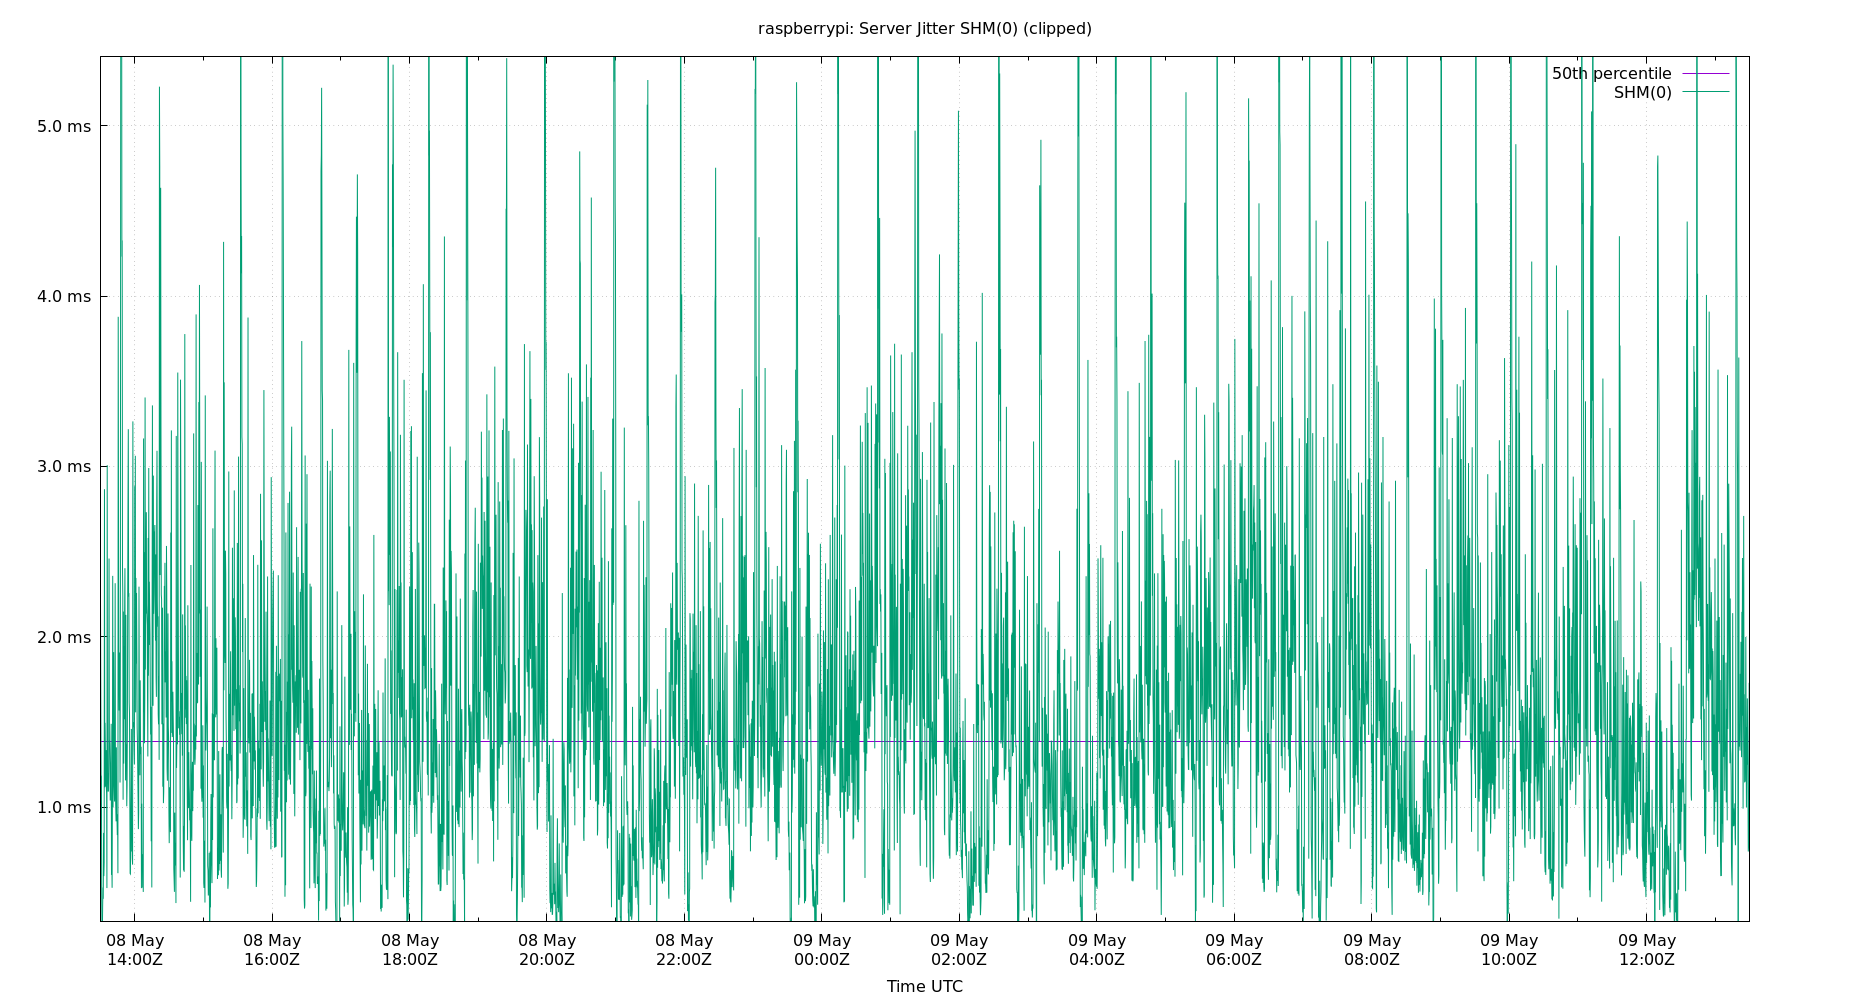 raspberrypi: Server Jitter SHM(0) (clipped)
50th percentile
SHM(0)
5.0 ms
4.0 ms
3.0 ms
2.0 ms
1.0 ms
08 May 08 May 08 May 08 May 08 May 09 May 09 May 09 May 09 May 09 May 09 May 09 May
14:00Z 16:00Z 18:00Z 20:00Z 22:00Z 00:00Z 02:00Z 04:00Z 06:00Z 08:00Z 10:00Z 12:00Z
Time UTC